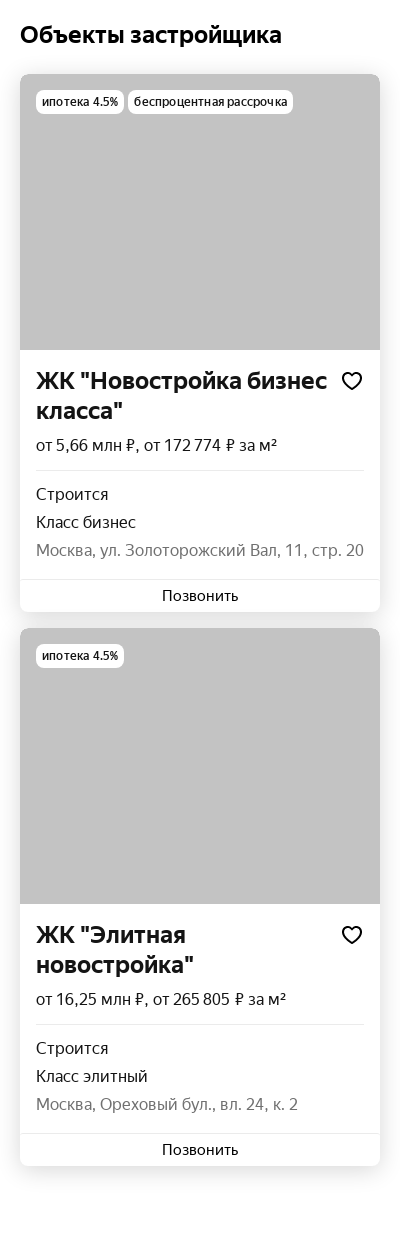 Объекты застройщика
ипотека 4.5% беспроцентная рассрочка
ЖК "Новостройка бизнес
класса"
от 5,66 млн ₽, от 172 774 ₽ за м²
Строится
Класс бизнес
Москва, ул. Золоторожский Вал, 11, стр. 20
Позвонить
ипотека 4.5%
ЖК "Элитная
новостройка"
от 16,25 млн ₽, от 265 805 ₽ за м²
Строится
Класс элитный
Москва, Ореховый бул., вл. 24, к. 2
Позвонить